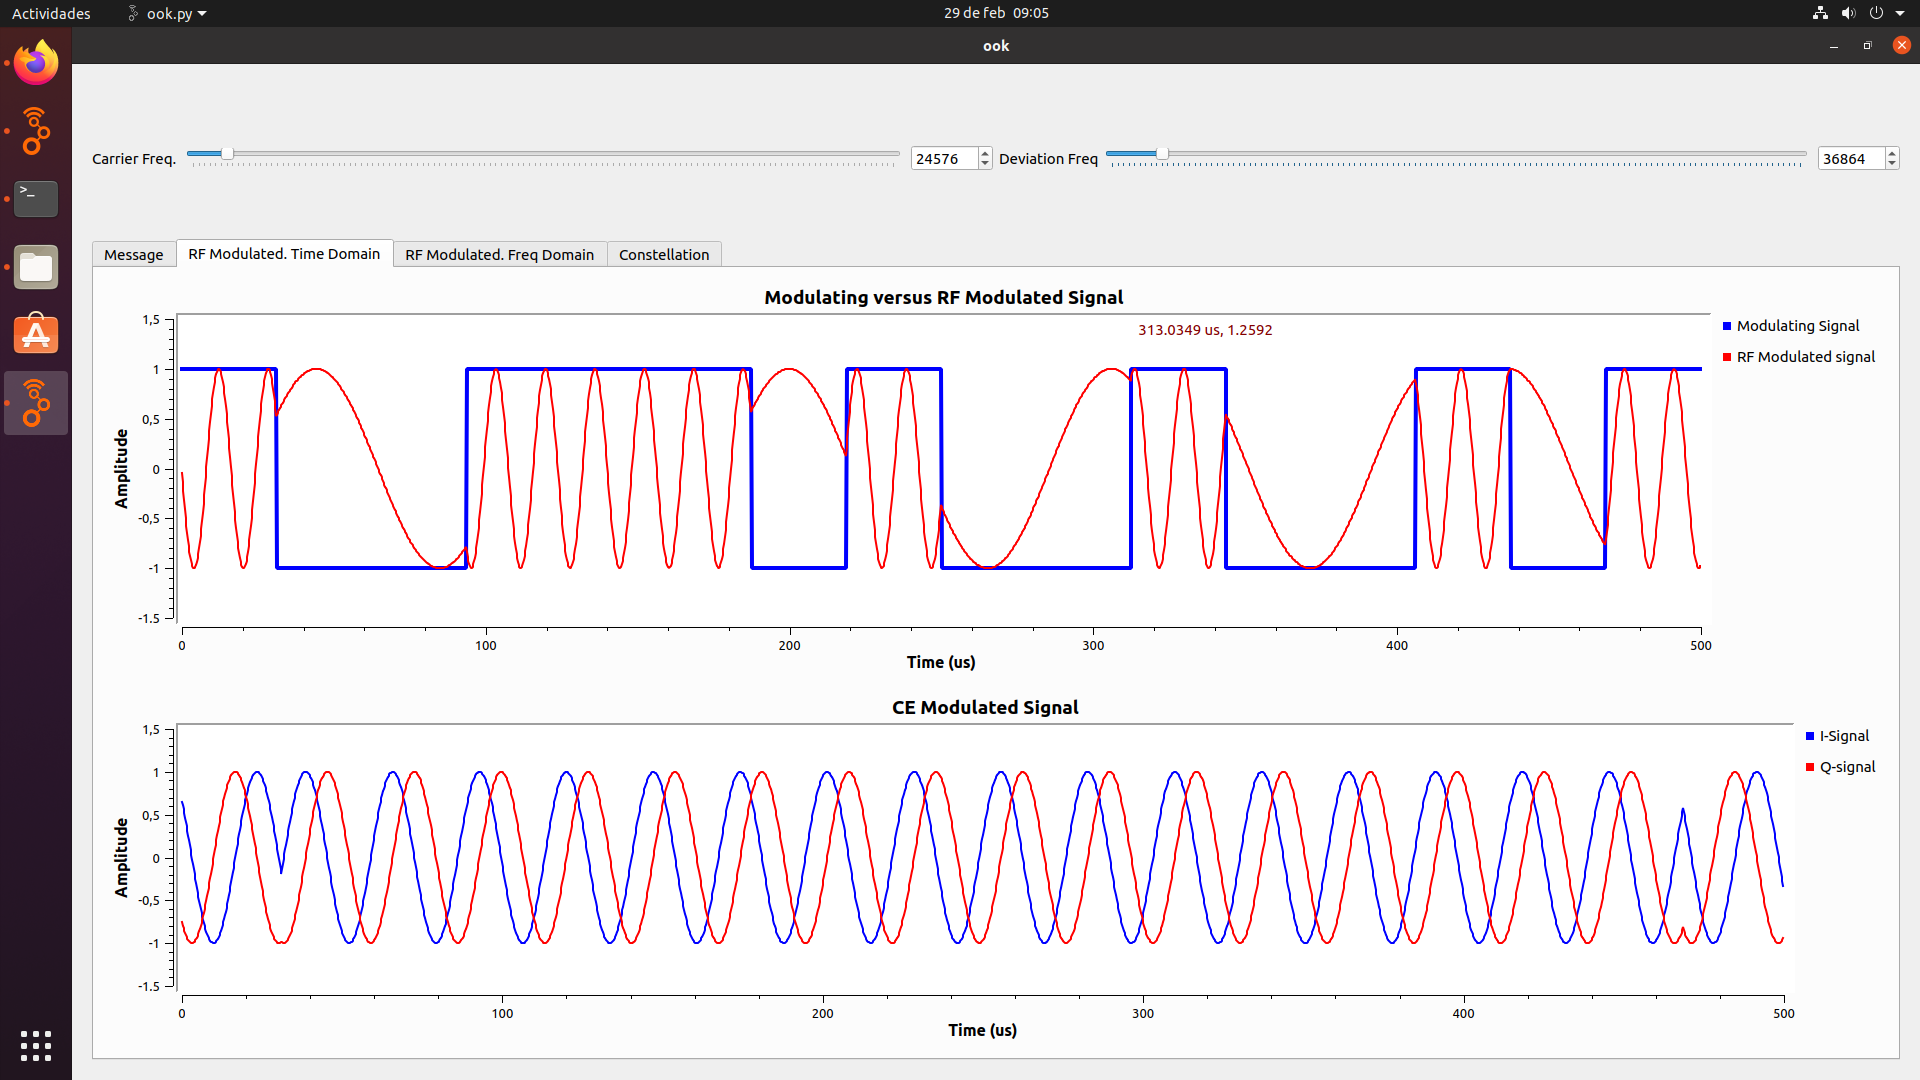 Actividades
ook.py
29 de feb 09:05
ook
>_
Carrier Freq.
24576
Deviation Freq
36864
Message
RF Modulated. Time Domain
RF Modulated. Freq Domain
Constellation
Modulating versus RF Modulated Signal
313.0349 us, 1.2592
Modulating Signal
RF Modulated signal
Amplitude
1,5
1
0,5
0
-0,5
-1
-1.5
0
100
200
300
400
500
Time (us)
CE Modulated Signal
I-Signal
Q-signal
Amplitude
1,5
1
0,5
0
-0,5
-1
-1.5
0
100
200
300
400
500
Time (us)